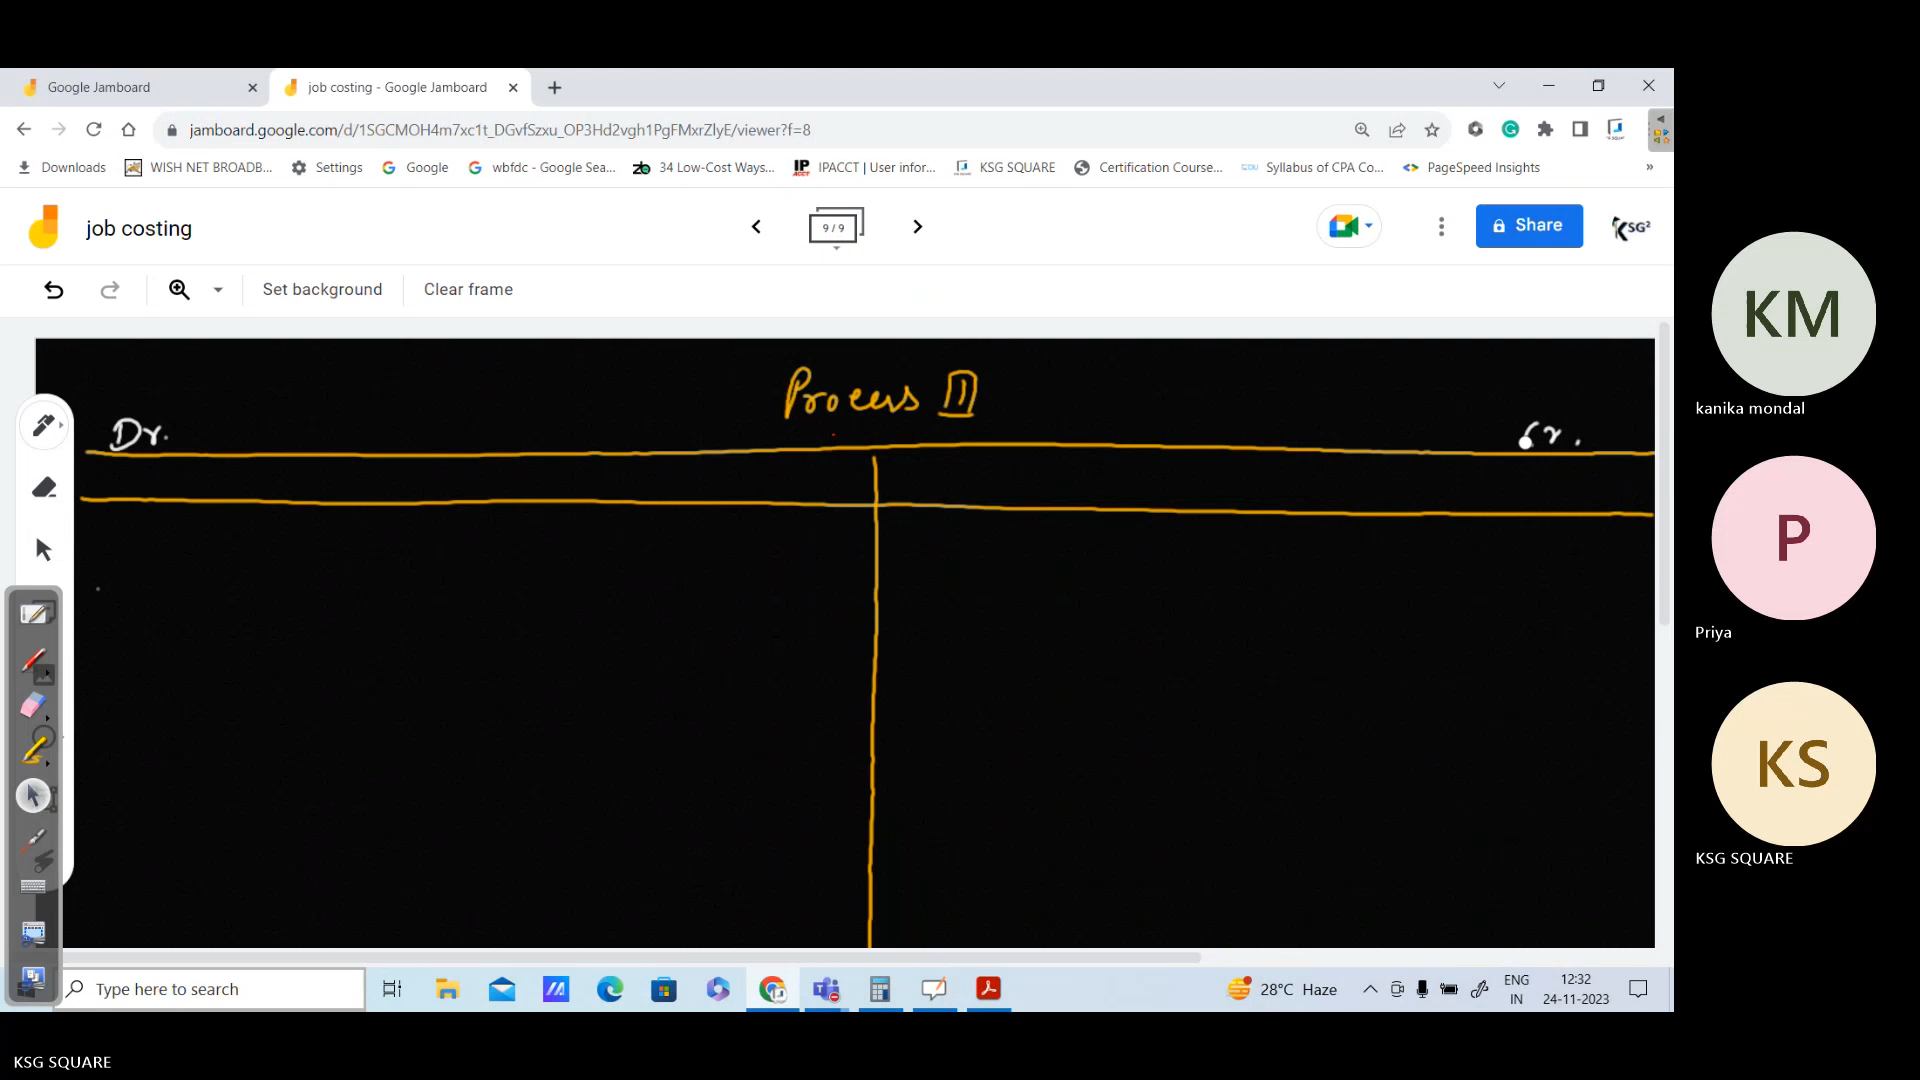 Google Jamboard
job costing - Google Jamboard
jamboard.google.com/d/1SGCMOH4m7xc1t_DGvfSzxu_OP3Hd2vgh1PgFMxrZlyE/viewer?f=8
Downloads WISH NET BROADB... Settings Google wbfdc - Google Sea... 34 Low-Cost Ways... IPACCT | User infor... KSG SQUARE Certification Course... Syllabus of CPA Co... PageSpeed Insights »
job costing
9 / 9
Share
KSG²
Set background
Clear frame
Process III
Dr.
Cr.
KM
kanika mondal
P
Priya
KS
KSG SQUARE
Type here to search
28°C Haze
ENG
IN
12:32
24-11-2023
KSG SQUARE